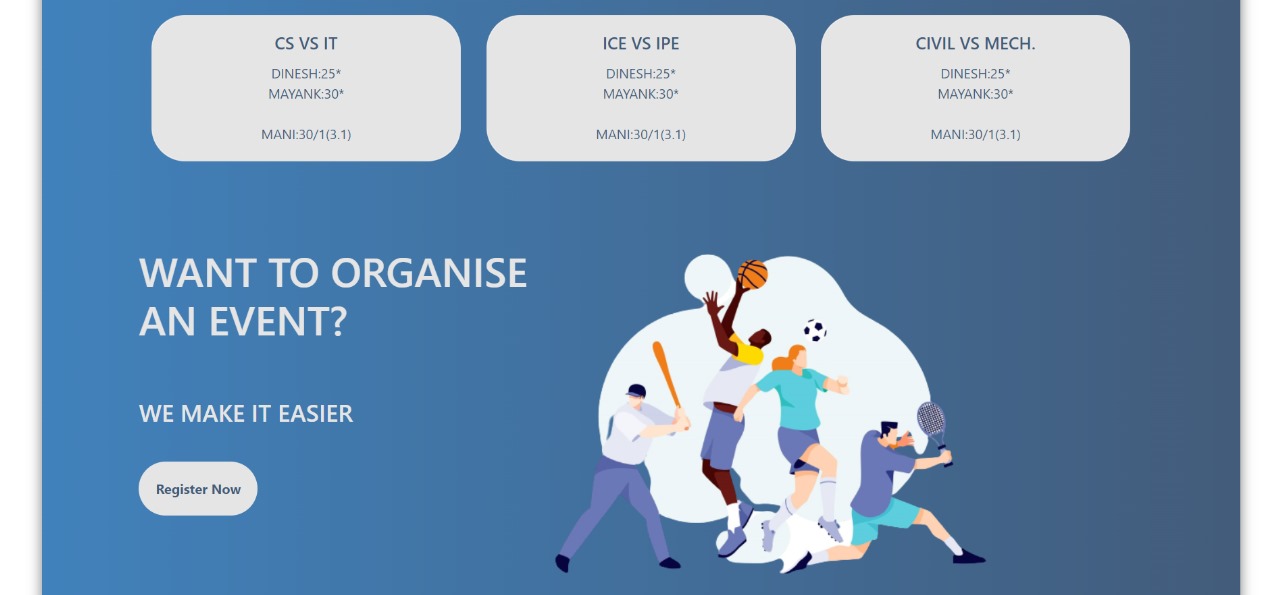 CS VS IT
DINESH:25*
MAYANK:30*
MANI:30/1(3.1)
ICE VS IPE
DINESH:25*
MAYANK:30*
MANI:30/1(3.1)
CIVIL VS MECH.
DINESH:25*
MAYANK:30*
MANI:30/1(3.1)
WANT TO ORGANISE
AN EVENT?
WE MAKE IT EASIER
Register Now